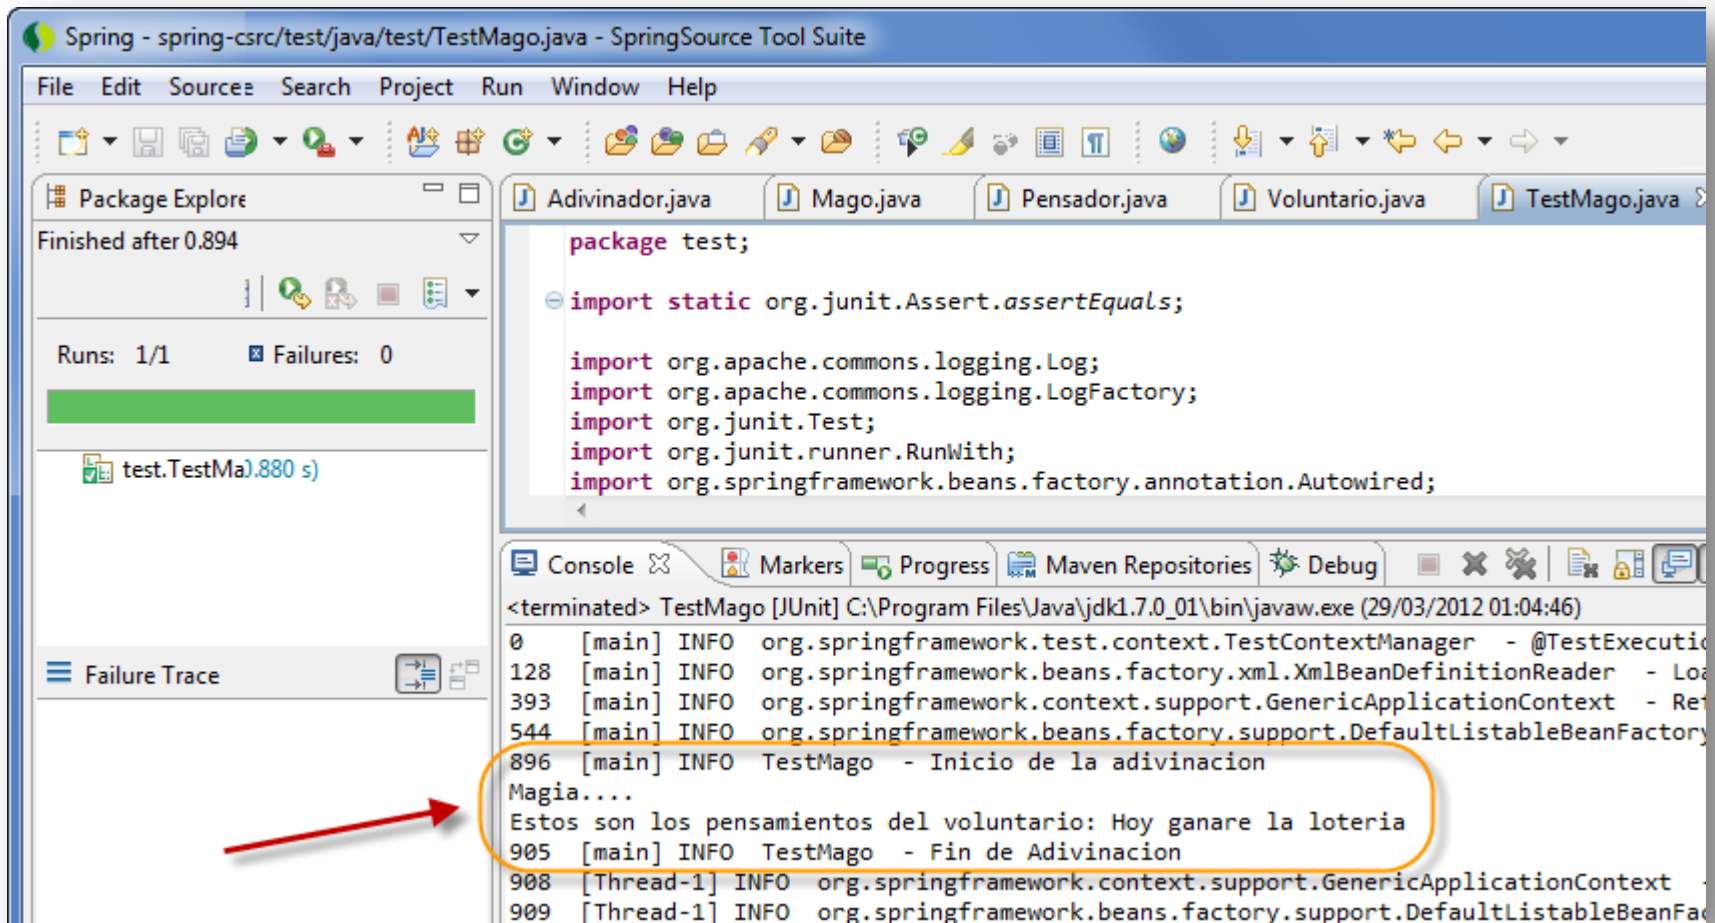 Spring - spring-csrc/test/java/test/TestMago.java - SpringSource Tool Suite
File Edit Source Search Project Run Window Help
Package Explore
Finished after 0.894
Runs: 1/1 Failures: 0
test.TestMa 0.880 s)
Failure Trace
Adivinador.java Mago.java Pensador.java Voluntario.java TestMago.java
package test;
import static org.junit.Assert.assertEquals;
import org.apache.commons.logging.Log;
import org.apache.commons.logging.LogFactory;
import org.junit.Test;
import org.junit.runner.RunWith;
import org.springframework.beans.factory.annotation.Autowired;
Console Markers Progress Maven Repositories Debug
<terminated> TestMago [JUnit] C:\Program Files\Java\jdk1.7.0_01\bin\javaw.exe (29/03/2012 01:04:46)
0 [main] INFO org.springframework.test.context.TestContextManager - @TestExecutio
128 [main] INFO org.springframework.beans.factory.xml.XmlBeanDefinitionReader - Loa
393 [main] INFO org.springframework.context.support.GenericApplicationContext - Ref
544 [main] INFO org.springframework.beans.factory.support.DefaultListableBeanFactory
896 [main] INFO TestMago - Inicio de la adivinacion
Magia....
Estos son los pensamientos del voluntario: Hoy ganare la loteria
905 [main] INFO TestMago - Fin de Adivinacion
908 [Thread-1] INFO org.springframework.context.support.GenericApplicationContext -
909 [Thread-1] INFO org.springframework.beans.factory.support.DefaultListableBeanFac